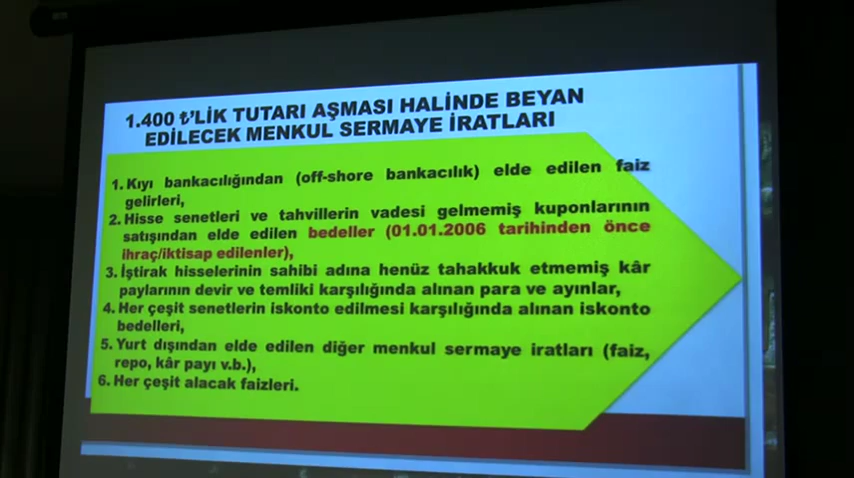 1.400 ₺'LİK TUTARI AŞMASI HALİNDE BEYAN
EDİLECEK MENKUL SERMAYE İRATLARI
1. Kıyı bankacılığından (off-shore bankacılık) elde edilen faiz
gelirleri,
2. Hisse senetleri ve tahvillerin vadesi gelmemiş kuponlarının
satışından elde edilen bedeller (01.01.2006 tarihinden önce
ihraç/iktisap edilenler),
3. İştirak hisselerinin sahibi adına henüz tahakkuk etmemiş kâr
paylarının devir ve temliki karşılığında alınan para ve ayınlar,
4. Her çeşit senetlerin iskonto edilmesi karşılığında alınan iskonto
bedelleri,
5. Yurt dışından elde edilen diğer menkul sermaye iratları (faiz,
repo, kâr payı v.b.),
6. Her çeşit alacak faizleri.